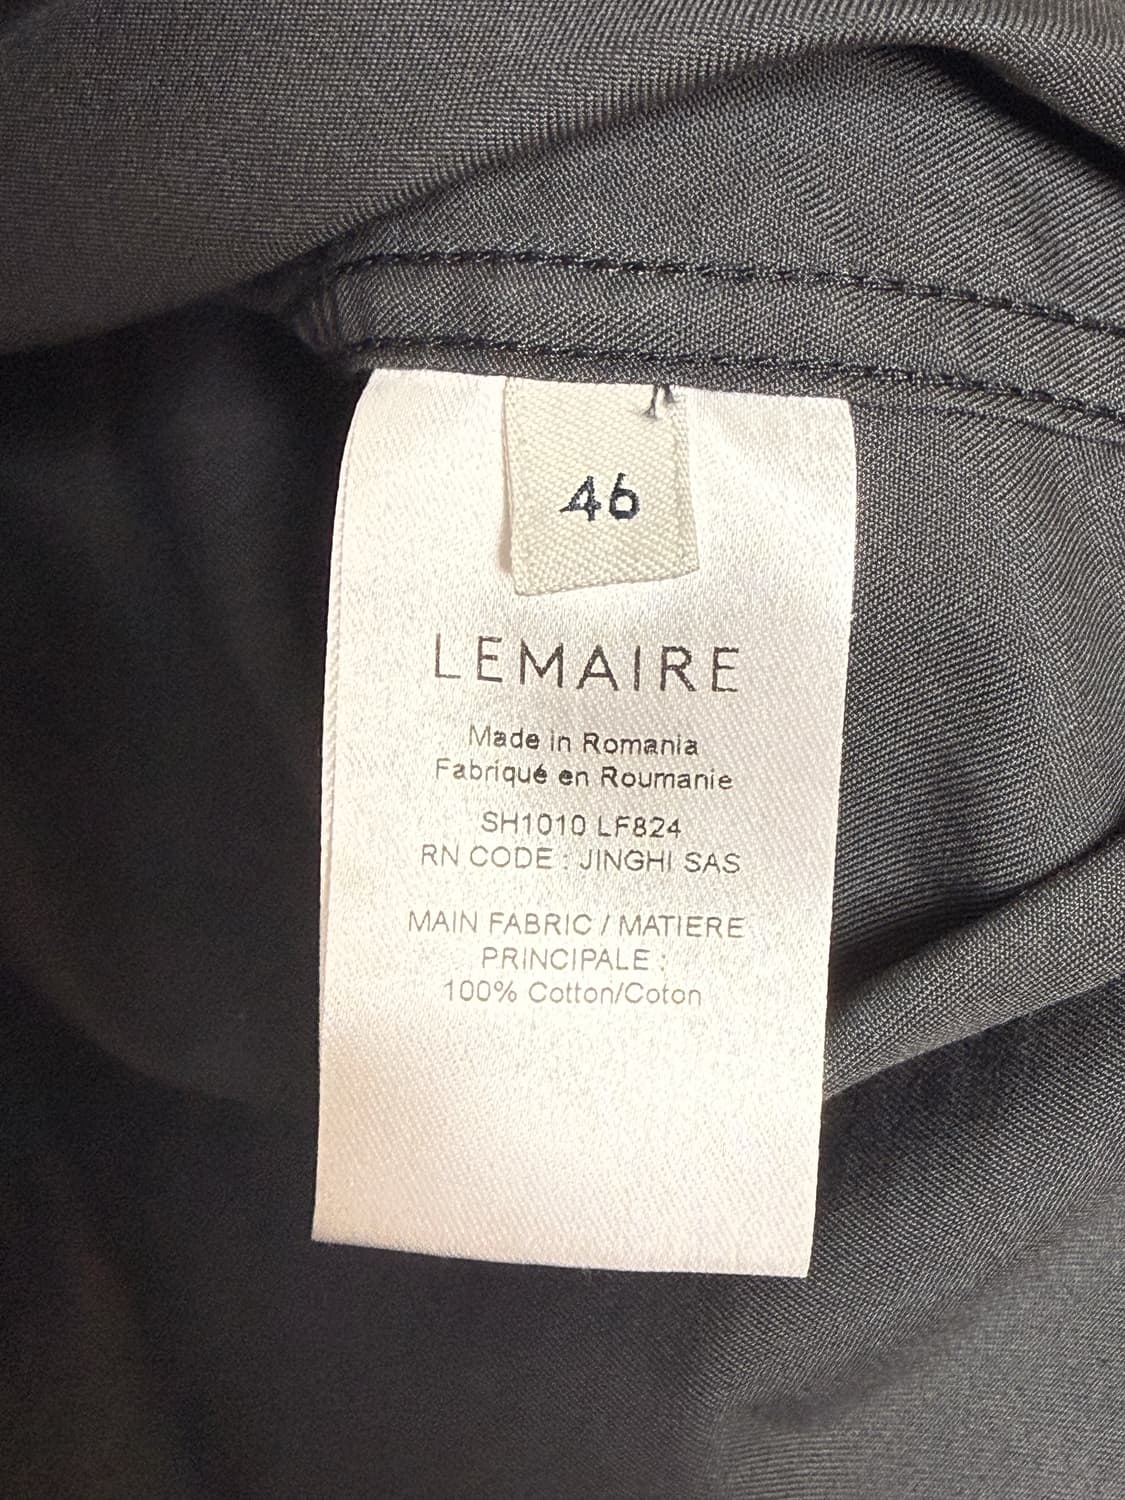 46
LEMAIRE
Made in Romania
Fabriqué en Roumanie
SH1010 LF824
RN CODE : JINGHI SAS
MAIN FABRIC / MATIERE
PRINCIPALE :
100% Cotton/Coton